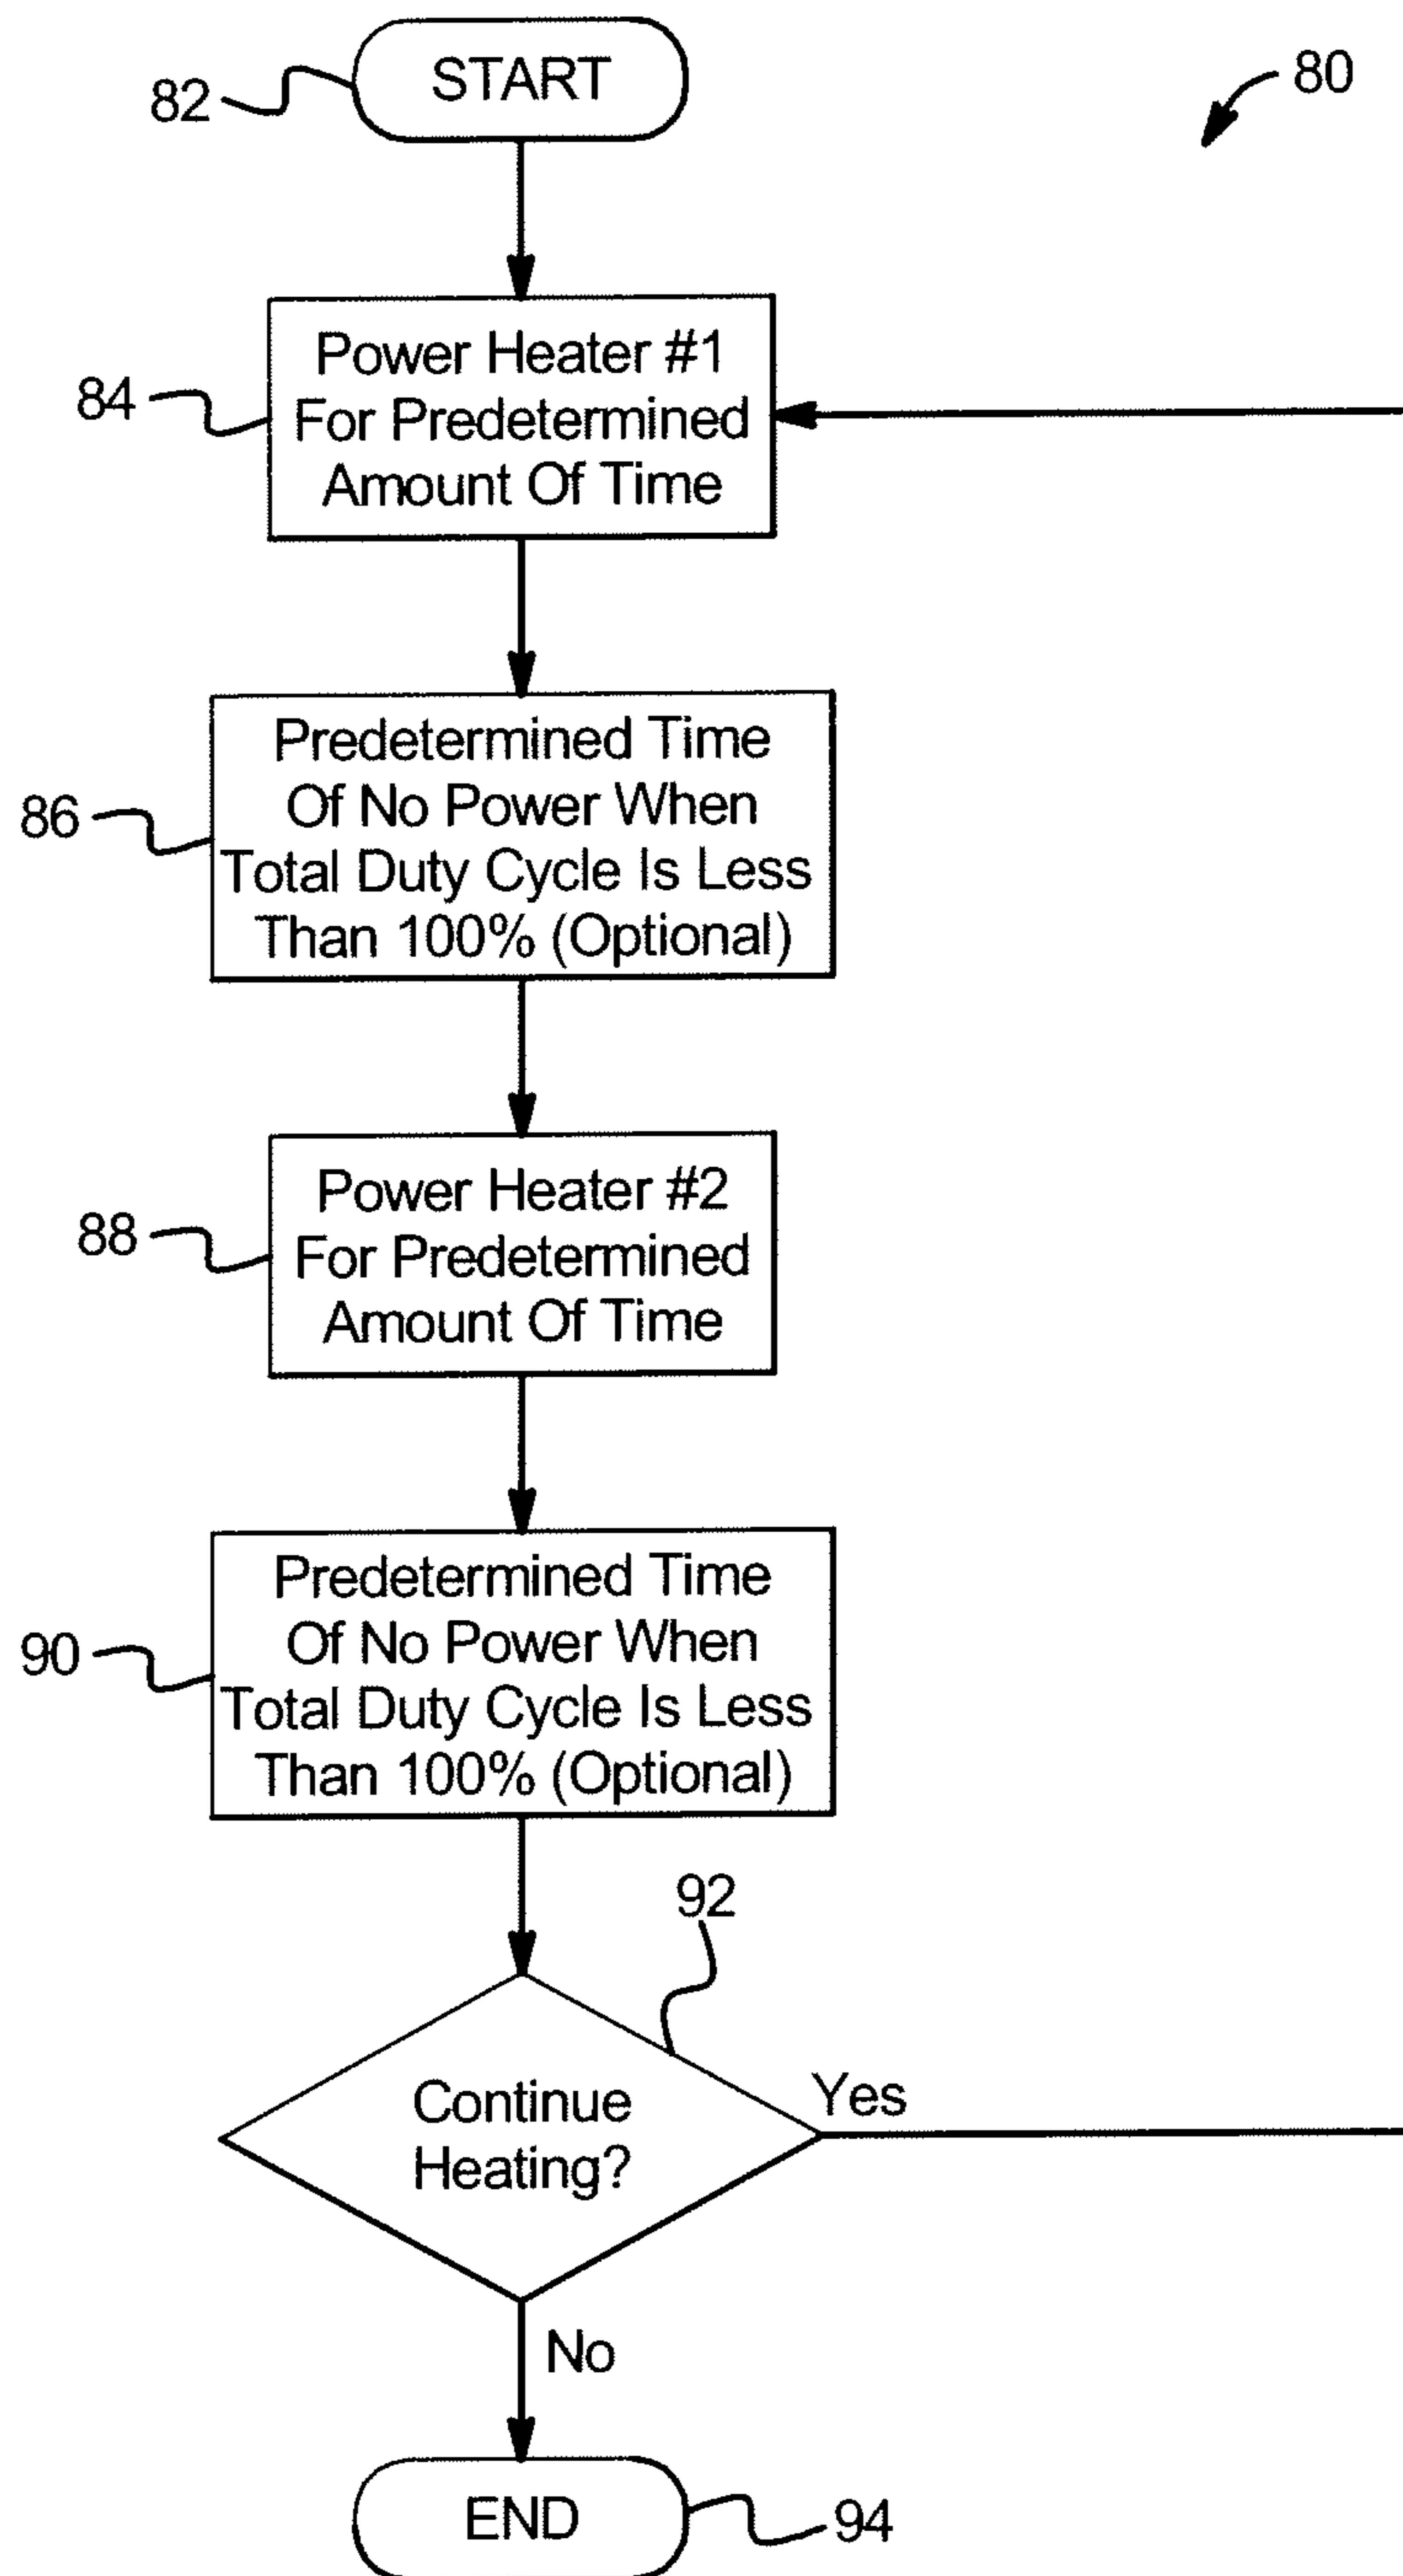 START
82
80
Power Heater #1
For Predetermined
Amount Of Time
84
Predetermined Time
Of No Power When
Total Duty Cycle Is Less
Than 100% (Optional)
86
Power Heater #2
For Predetermined
Amount Of Time
88
Predetermined Time
Of No Power When
Total Duty Cycle Is Less
Than 100% (Optional)
90
92
Continue
Heating?
Yes
No
END
94